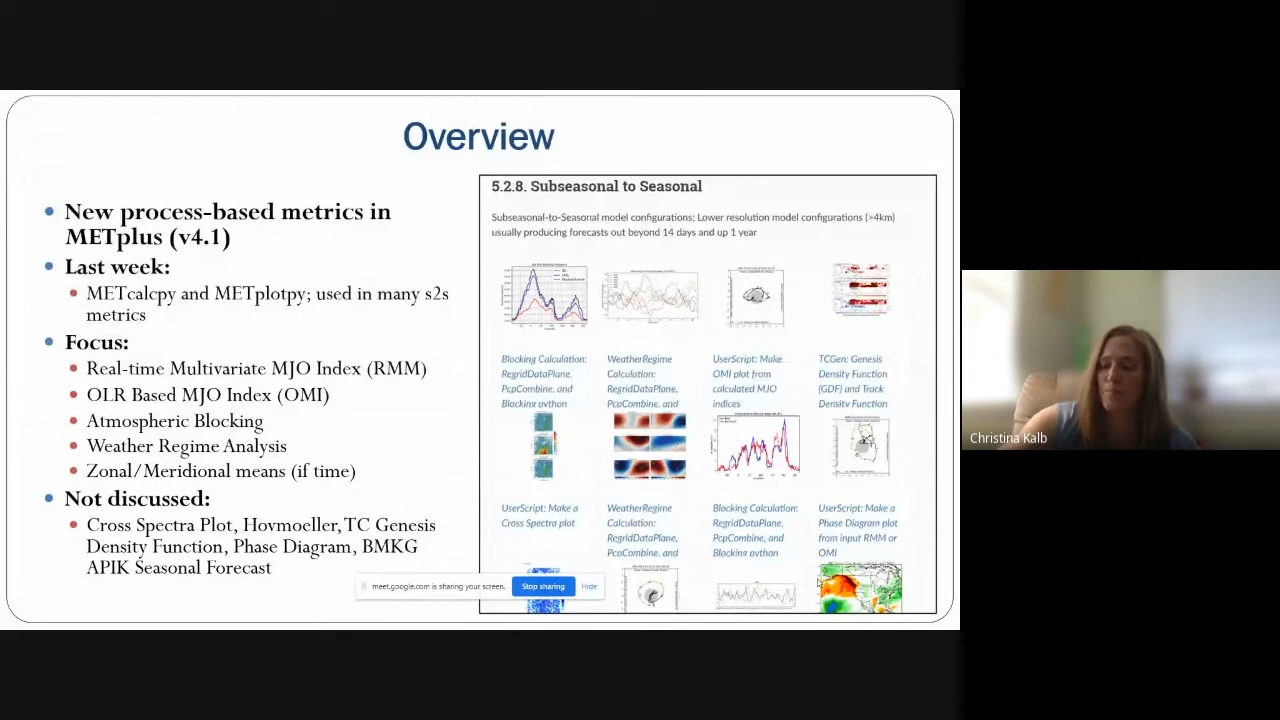 Overview
New process-based metrics in
METplus (v4.1)
Last week:
METcalcpy and METplotpy; used in many s2s
metrics
Focus:
Real-time Multivariate MJO Index (RMM)
OLR Based MJO Index (OMI)
Atmospheric Blocking
Weather Regime Analysis
Zonal/Meridional means (if time)
Not discussed:
Cross Spectra Plot, Hovmoeller, TC Genesis
Density Function, Phase Diagram, BMKG
APIK Seasonal Forecast
5.2.8. Subseasonal to Seasonal
Subseasonal-to-Seasonal model configurations; Lower resolution model configurations (>4km)
usually producing forecasts out beyond 14 days and up 1 year
Blocking Calculation:
RegridDataPlane,
PcpCombine, and
Blocking python
WeatherRegime
Calculation:
RegridDataPlane,
PcpCombine, and
UserScript: Make
OMI plot from
calculated MJO
indices
TCGen: Genesis
Density Function
(GDF) and Track
Density Function
UserScript: Make a
Cross Spectra plot
WeatherRegime
Calculation:
RegridDataPlane,
PcpCombine, and
Blocking Calculation:
RegridDataPlane,
PcpCombine, and
Blocking python
UserScript: Make a
Phase Diagram plot
from input RMM or
OMI
meet.google.com is sharing your screen.
Stop sharing
Hide
Christina Kalb